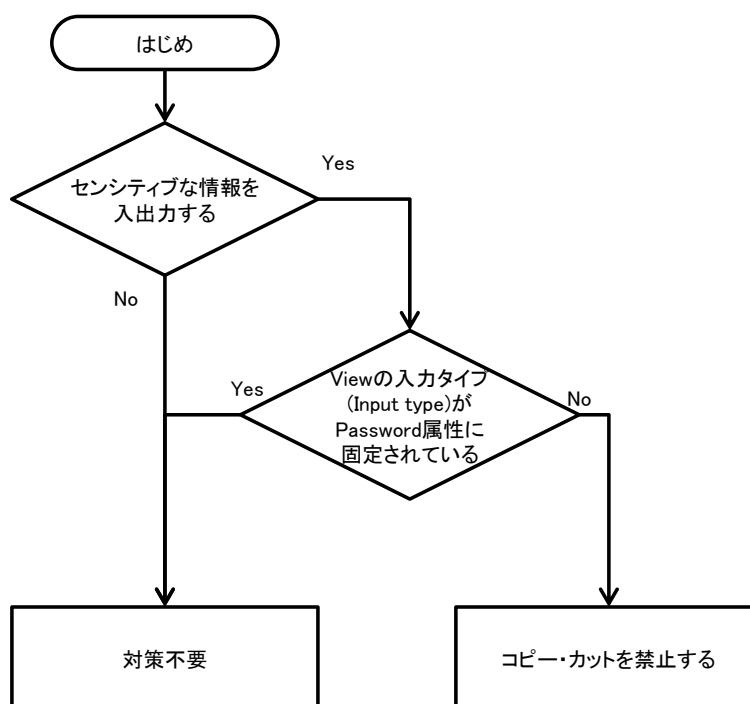 はじめ
センシティブな情報を
入出力する
Yes
No
Viewの入力タイプ
(Input type)が
Password属性に
固定されている
Yes
No
対策不要
コピー・カットを禁止する